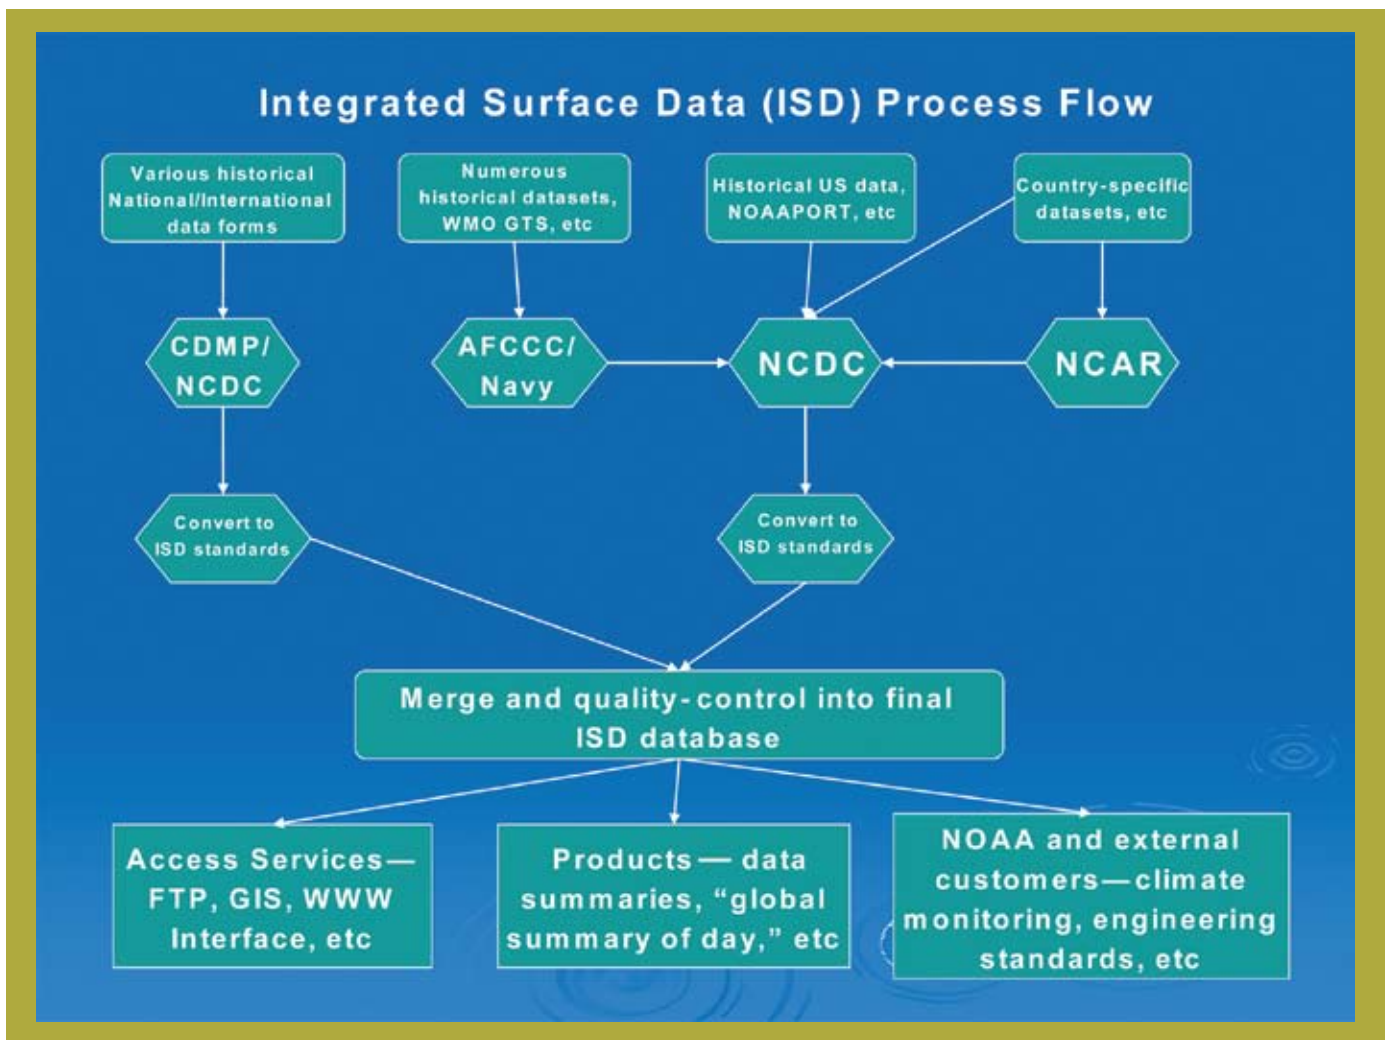 Integrated Surface Data (ISD) Process Flow
Various historical
National/International
data forms
Numerous
historical datasets,
WMO GTS, etc
Historical US data,
NOAAPORT, etc
Country-specific
datasets, etc
CDMP/
NCDC
AFCCC/
Navy
NCDC
NCAR
Convert to
ISD standards
Convert to
ISD standards
Merge and quality-control into final
ISD database
Access Services—
FTP, GIS, WWW
Interface, etc
Products — data
summaries, “global
summary of day,” etc
NOAA and external
customers—climate
monitoring, engineering
standards, etc